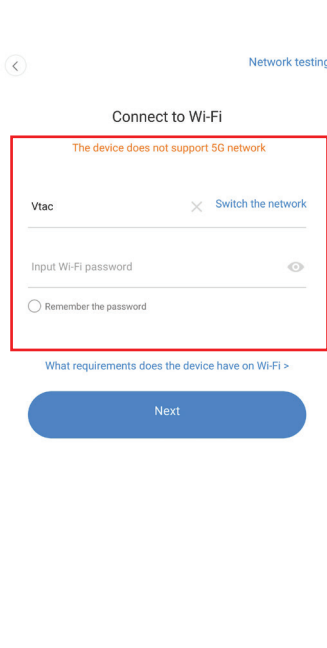 Network testing
Connect to Wi-Fi
The device does not support 5G network
Vtac
Switch the network
Input Wi-Fi password
Remember the password
What requirements does the device have on Wi-Fi >
Next